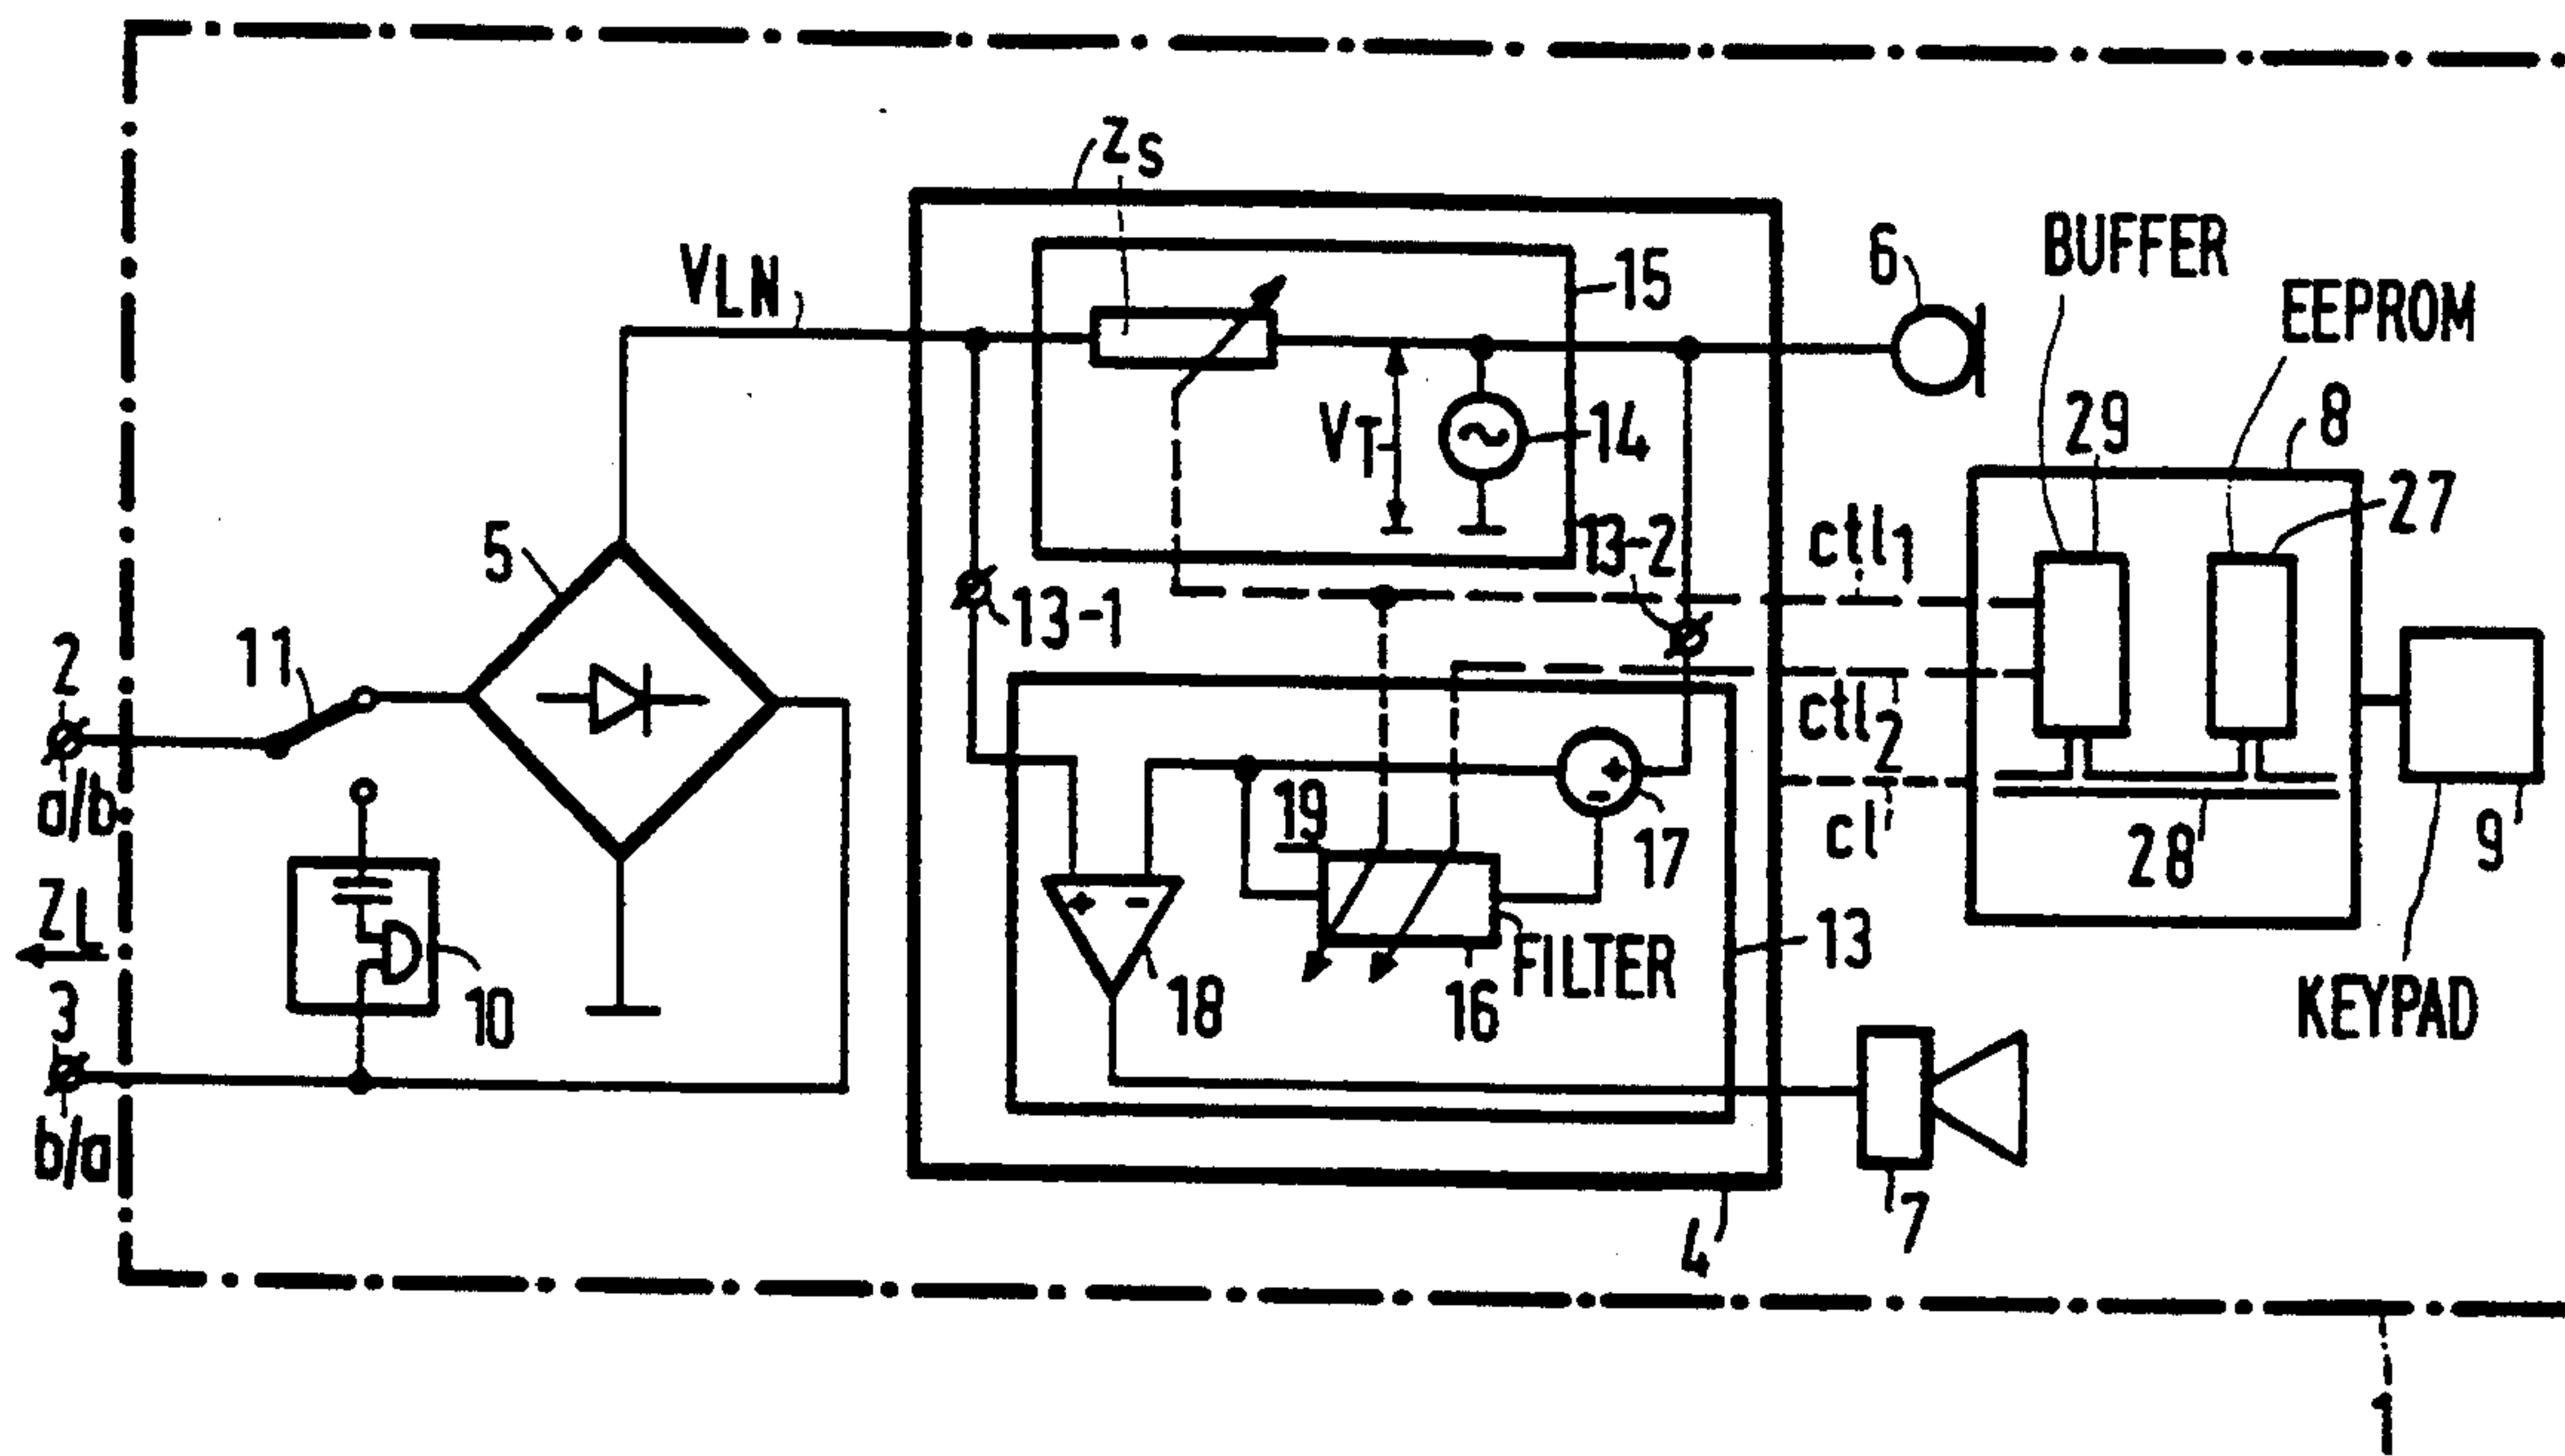 ZS
VLN
15
6
BUFFER
EEPROM
VT
14
29
8
27
5
13-1
13-2
ctl1
ctl2
cl
2
a/b
11
ZL
3
b/a
10
19
17
+
-
+ -
18
16
FILTER
13
28
9
KEYPAD
7
4
1